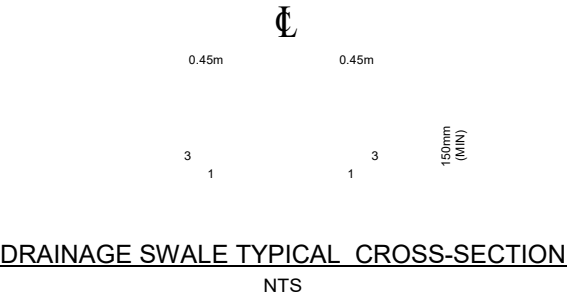 ℄
0.45m 0.45m
150mm
(MIN)
3 3
1 1
DRAINAGE SWALE TYPICAL CROSS-SECTION
NTS